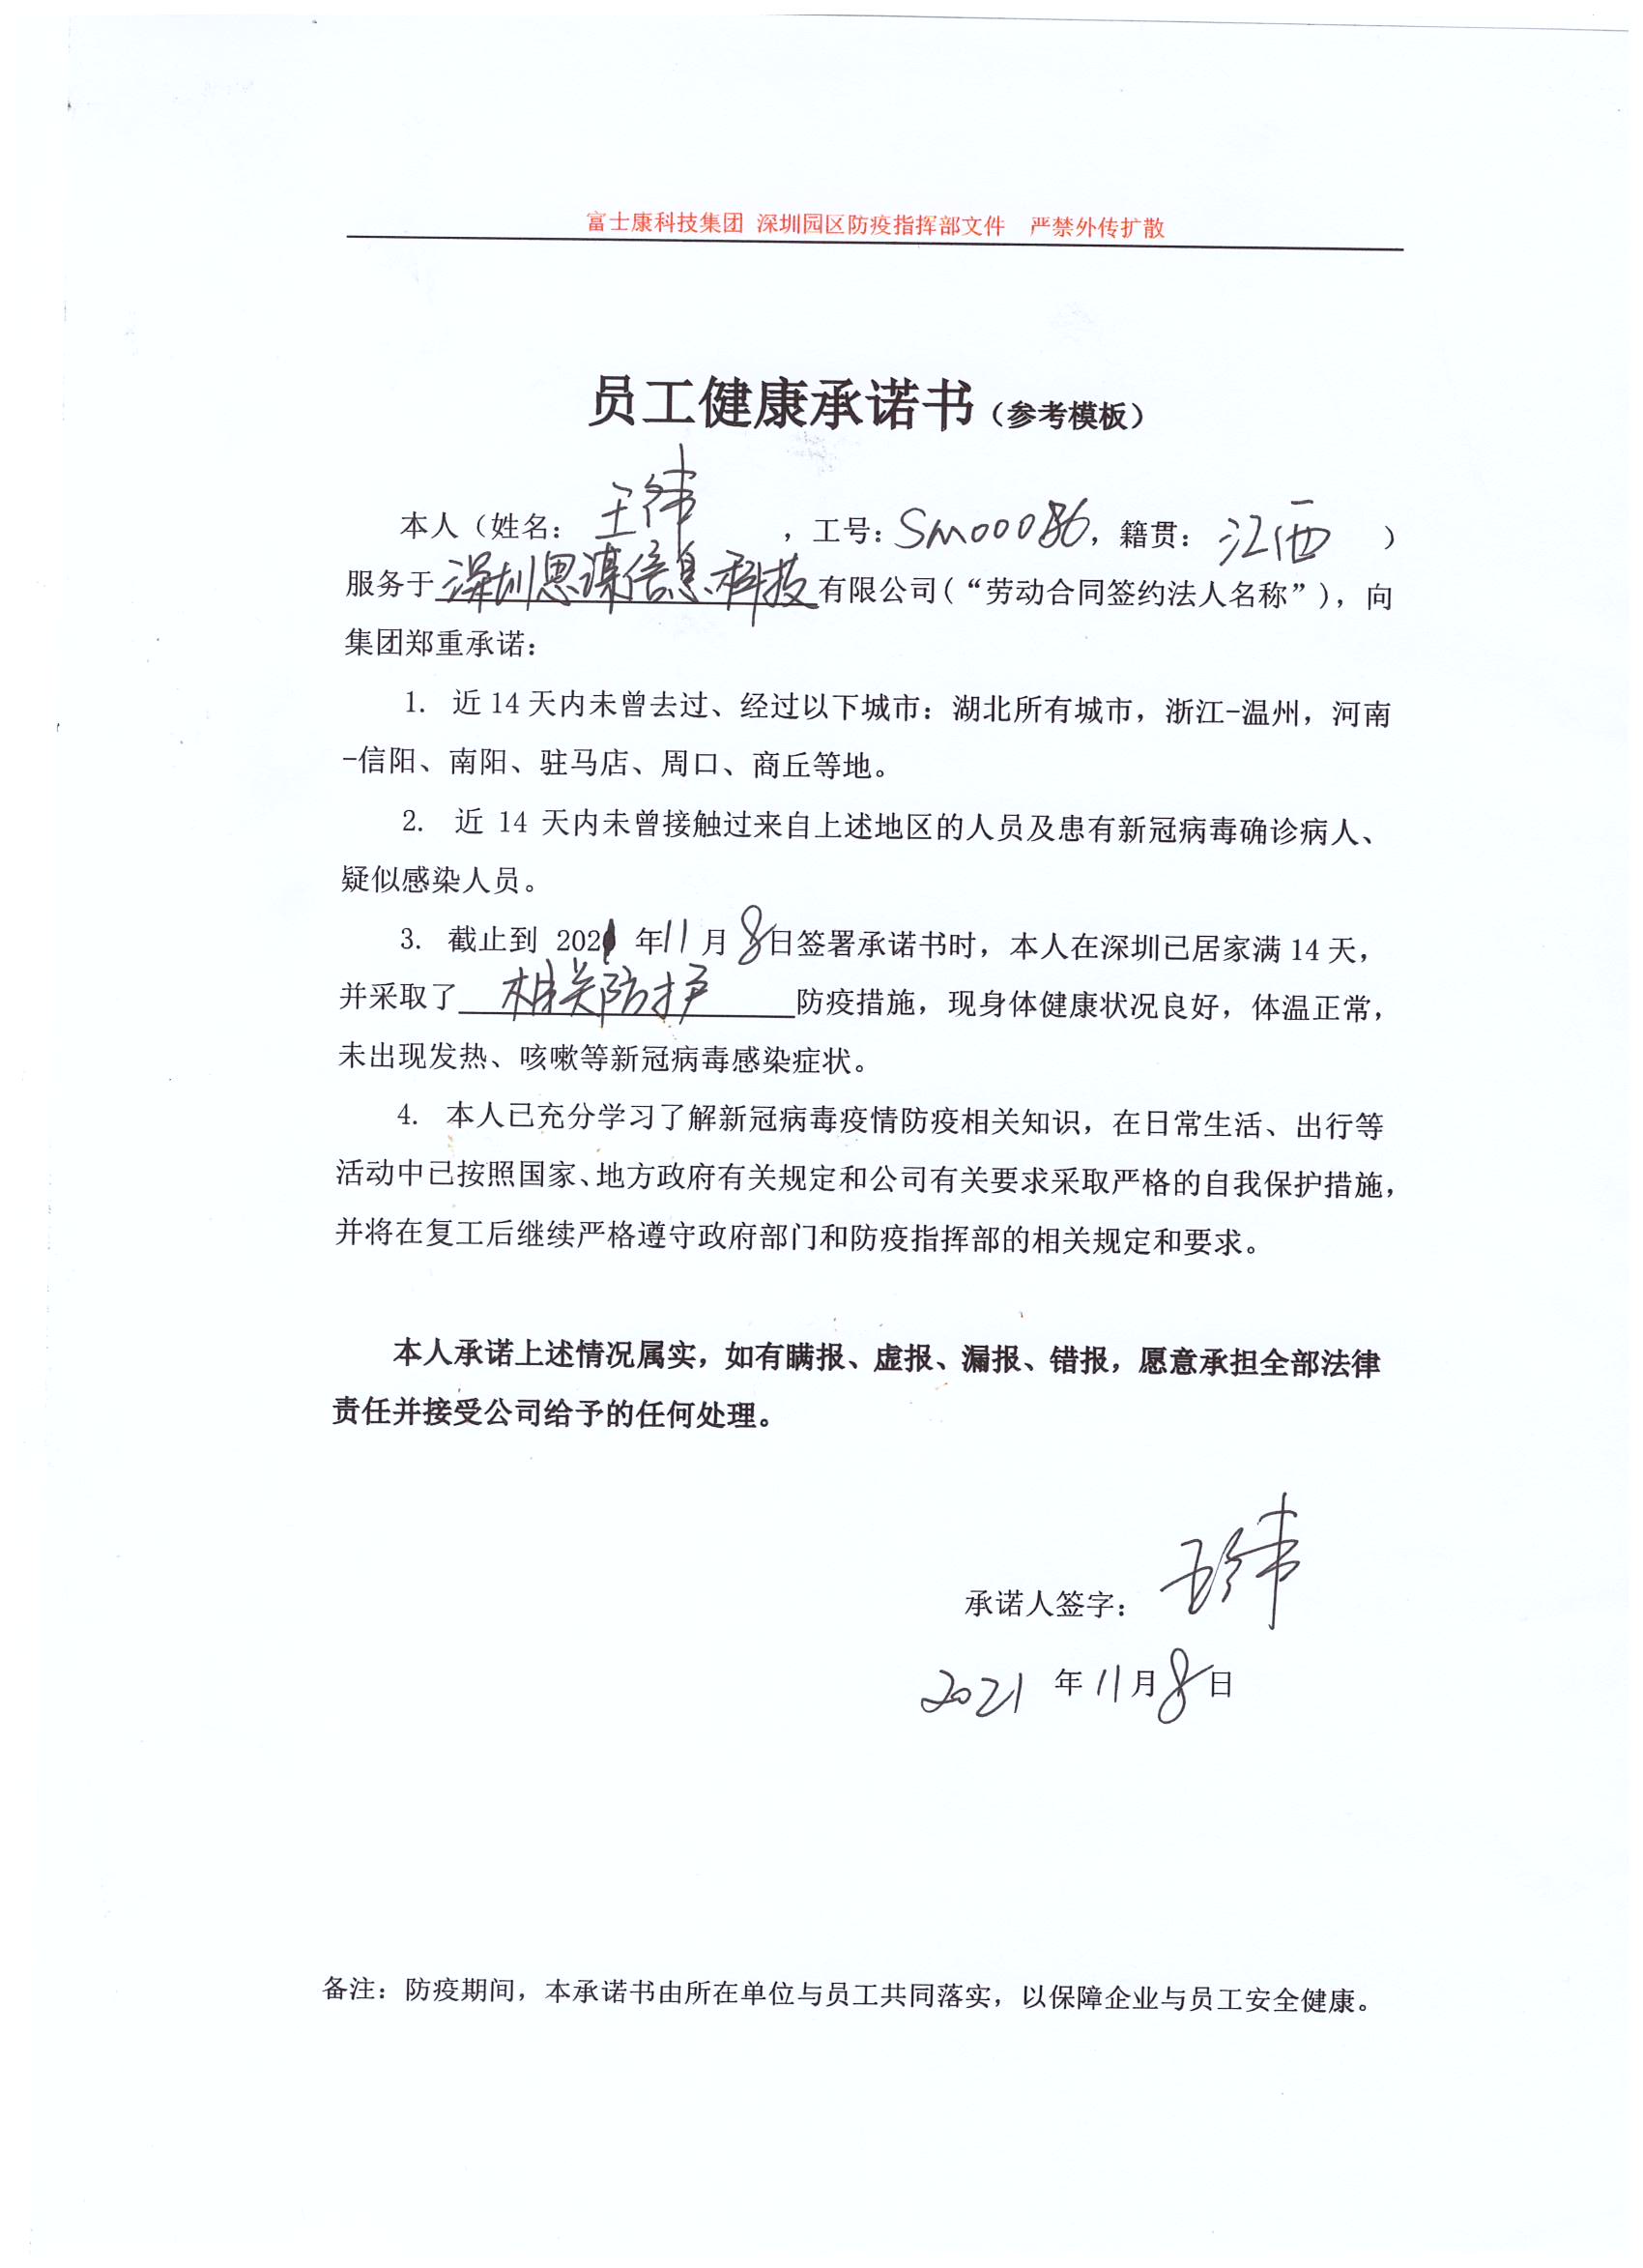 富士康科技集团 深圳园区防疫指挥部文件 严禁外传扩散
员工健康承诺书（参考模板）
本人（姓名：王伟，工号：SM00086，籍贯：江西）
服务于深圳思谋信息科技有限公司(“劳动合同签约法人名称”)，向
集团郑重承诺：
1. 近14天内未曾去过、经过以下城市：湖北所有城市，浙江-温州，河南
-信阳、南阳、驻马店、周口、商丘等地。
2. 近 14 天内未曾接触过来自上述地区的人员及患有新冠病毒确诊病人、
疑似感染人员。
3. 截止到 2021 年11月8日签署承诺书时，本人在深圳已居家满14天，
并采取了相关防护防疫措施，现身体健康状况良好，体温正常，
未出现发热、咳嗽等新冠病毒感染症状。
4. 本人已充分学习了解新冠病毒疫情防疫相关知识，在日常生活、出行等
活动中已按照国家、地方政府有关规定和公司有关要求采取严格的自我保护措施，
并将在复工后继续严格遵守政府部门和防疫指挥部的相关规定和要求。
本人承诺上述情况属实，如有瞒报、虚报、漏报、错报，愿意承担全部法律
责任并接受公司给予的任何处理。
承诺人签字：王伟
2021 年11月8日
备注：防疫期间，本承诺书由所在单位与员工共同落实，以保障企业与员工安全健康。